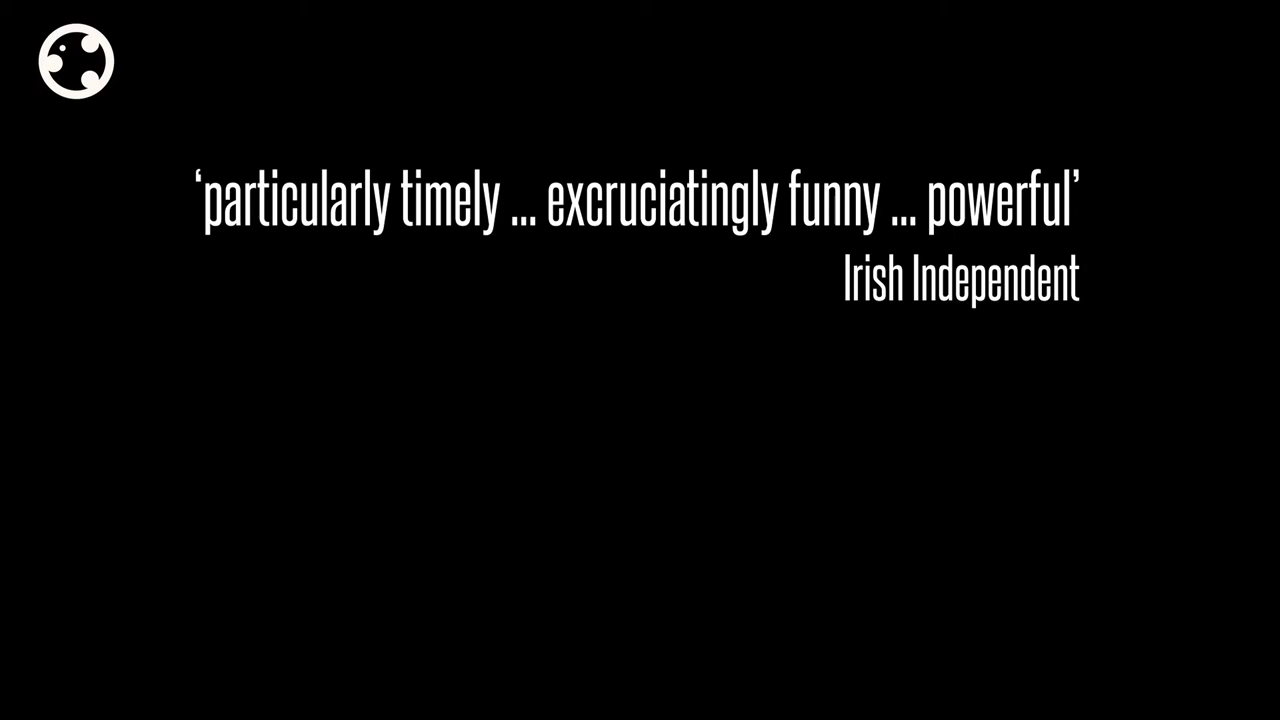 ‘particularly timely ... excruciatingly funny ... powerful’
Irish Independent